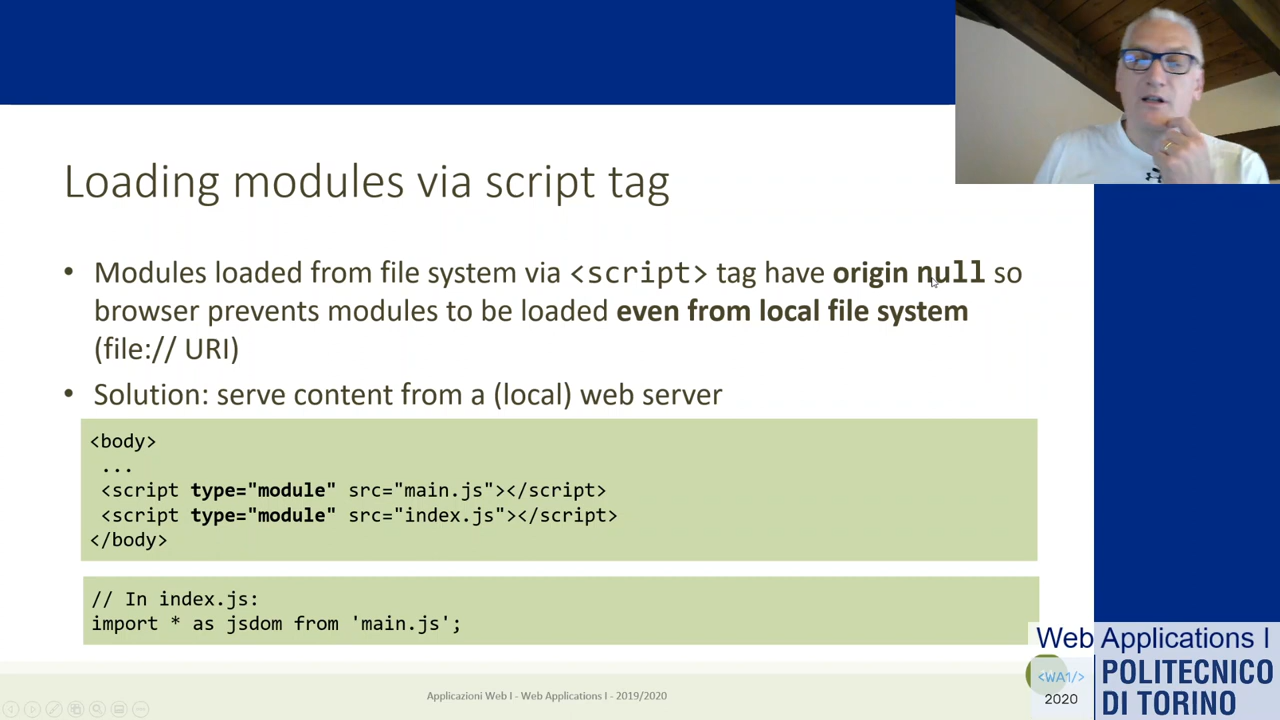 Loading modules via script tag
• Modules loaded from file system via <script> tag have origin null so
browser prevents modules to be loaded even from local file system
(file:// URI)
• Solution: serve content from a (local) web server
<body>
...
<script type="module" src="main.js"></script>
<script type="module" src="index.js"></script>
</body>
// In index.js:
import * as jsdom from 'main.js';
Applicazioni Web I - Web Applications I - 2019/2020
Web Applications I
<WA1/>
2020
POLITECNICO
DI TORINO